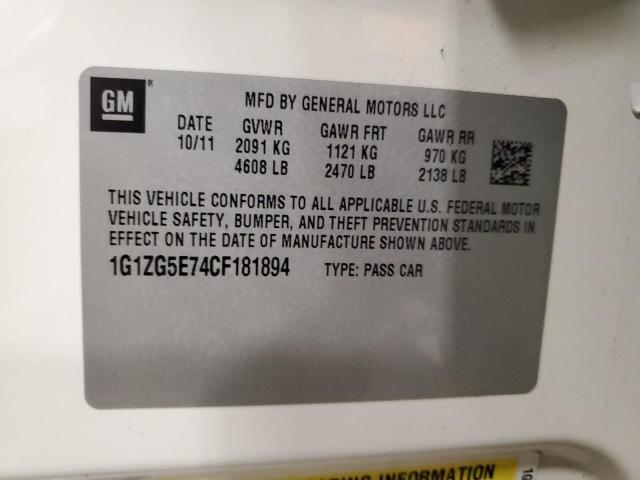 GM®
MFD BY GENERAL MOTORS LLC
DATE GVWR GAWR FRT GAWR RR
10/11 2091 KG 1121 KG 970 KG
4608 LB 2470 LB 2138 LB
THIS VEHICLE CONFORMS TO ALL APPLICABLE U.S. FEDERAL MOTOR
VEHICLE SAFETY, BUMPER, AND THEFT PREVENTION STANDARDS IN
EFFECT ON THE DATE OF MANUFACTURE SHOWN ABOVE.
1G1ZG5E74CF181894 TYPE: PASS CAR
INFORMATION